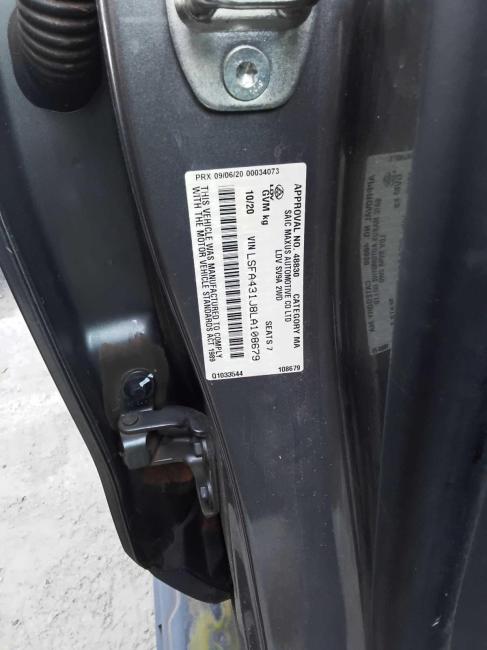 PRX 09/06/20 00034073
APPROVAL NO. 48830 CATEGORY MA
SAIC MAXUS AUTOMOTIVE CO LTD
LDV SV9A 2WD
LDV
GVM kg SEATS 7
10/20 VIN LSFA431J8LA108679
THIS VEHICLE WAS MANUFACTURED TO COMPLY
WITH THE MOTOR VEHICLE STANDARDS ACT 1989
Q1033544 108679